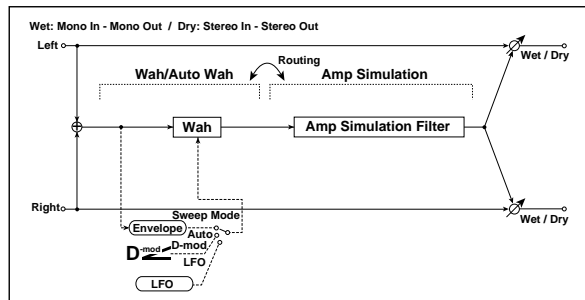 Wet: Mono In - Mono Out / Dry: Stereo In - Stereo Out
Left
Wet / Dry
Routing
Wah/Auto Wah
Amp Simulation
Wah
Amp Simulation Filter
Right
Wet / Dry
Sweep Mode
Envelope
Auto
D-mod
D-mod
LFO
LFO